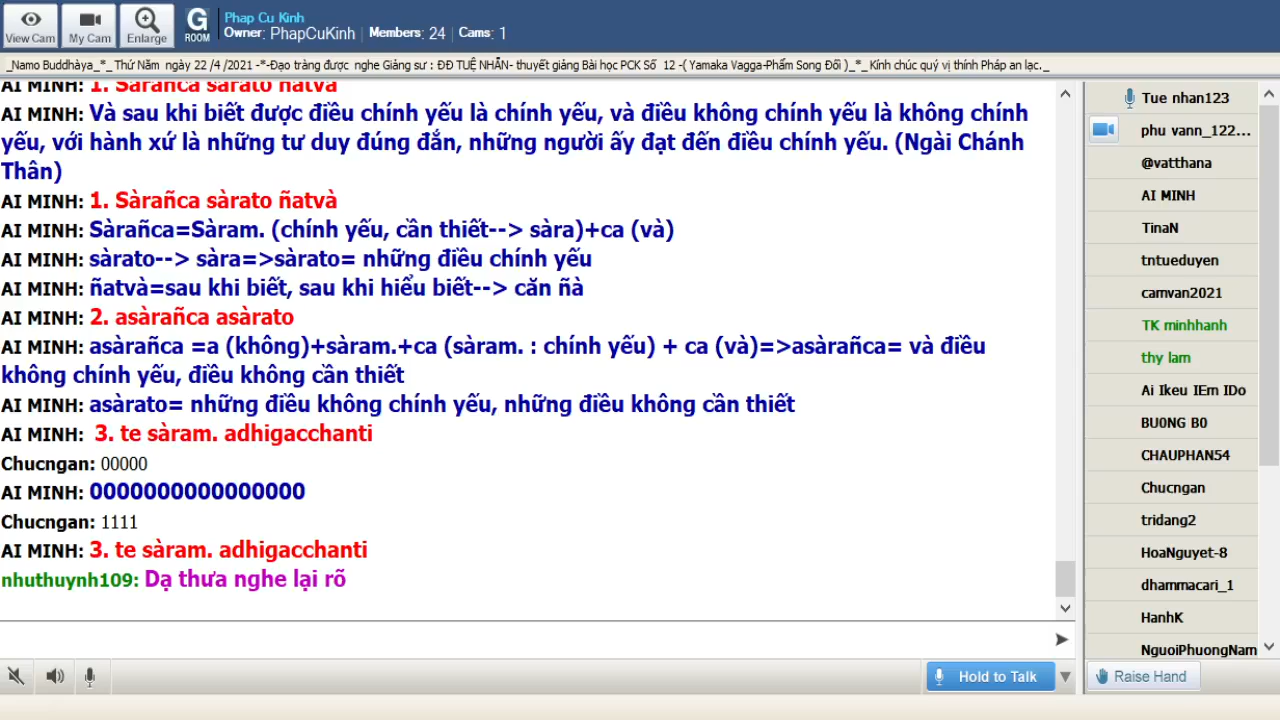 View Cam
My Cam
Enlarge
G
ROOM
Phap Cu Kinh
Owner: PhapCuKinh | Members: 24 | Cams: 1
_Namo Buddhàya_*_ Thứ Năm ngày 22 /4 /2021 -*-Đạo tràng được nghe Giảng sư : ĐĐ TUỆ NHẪN- thuyết giảng Bài học PCK Số 12 -( Yamaka Vagga-Phẩm Song Đối )_*_ Kính chúc quý vị thính Pháp an lạc._
AI MINH: 1. Sàrañca sàrato ñatvà
AI MINH: Và sau khi biết được điều chính yếu là chính yếu, và điều không chính yếu là không chính
yếu, với hành xứ là những tư duy đúng đắn, những người ấy đạt đến điều chính yếu. (Ngài Chánh
Thân)
AI MINH: 1. Sàrañca sàrato ñatvà
AI MINH: Sàrañca=Sàram. (chính yếu, cần thiết--> sàra)+ca (và)
AI MINH: sàrato--> sàra=>sàrato= những điều chính yếu
AI MINH: ñatvà=sau khi biết, sau khi hiểu biết--> căn ñà
AI MINH: 2. asàrañca asàrato
AI MINH: asàrañca =a (không)+sàram.+ca (sàram. : chính yếu) + ca (và)=>asàrañca= và điều
không chính yếu, điều không cần thiết
AI MINH: asàrato= những điều không chính yếu, những điều không cần thiết
AI MINH: 3. te sàram. adhigacchanti
Chucngan: 00000
AI MINH: 0000000000000000
Chucngan: 1111
AI MINH: 3. te sàram. adhigacchanti
nhuthuynh109: Dạ thưa nghe lại rõ
Tue nhan123
phu vann_122...
@vatthana
AI MINH
TinaN
tntueduyen
camvan2021
TK minhhanh
thy lam
Ai Ikeu IEm IDo
BU0NG B0
CHAUPHAN54
Chucngan
tridang2
HoaNguyet-8
dhammacari_1
HanhK
NguoiPhuongNam
Hold to Talk
Raise Hand